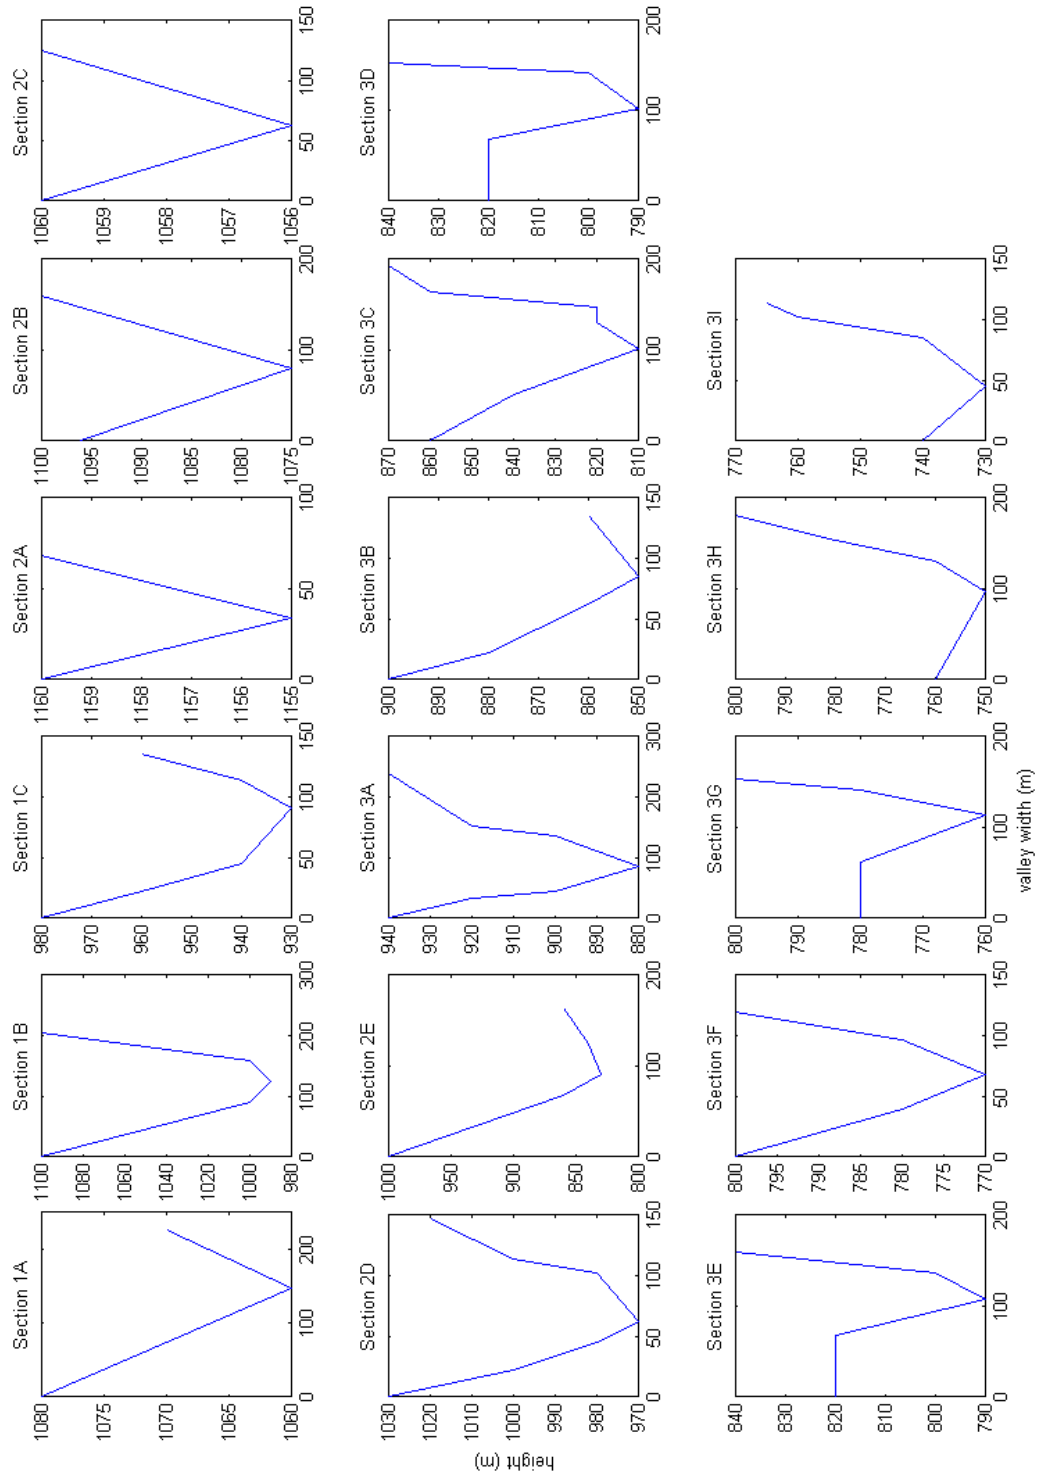 Section 1A
1080
1075
1070
1065
1060
0 100 200
Section 1B
1100
1080
1060
1040
1020
1000
980
0 100 200 300
Section 1C
980
970
960
950
940
930
0 50 100 150
Section 2A
1160
1159
1158
1157
1156
1155
0 50 100
Section 2B
1100
1095
1090
1085
1080
1075
0 100 200
Section 2C
1060
1059
1058
1057
1056
0 50 100 150
height (m)
Section 2D
1030
1020
1010
1000
990
980
970
0 50 100 150
Section 2E
1000
950
900
850
800
0 100 200
Section 3A
940
930
920
910
900
890
880
0 100 200 300
Section 3B
900
890
880
870
860
850
0 50 100 150
Section 3C
870
860
850
840
830
820
810
0 100 200
Section 3D
840
830
820
810
800
790
0 100 200
Section 3E
840
830
820
810
800
790
0 100 200
Section 3F
800
795
790
785
780
775
770
0 50 100 150
Section 3G
800
790
780
770
760
0 100 200
Section 3H
800
790
780
770
760
750
0 50 100 150 200
Section 3I
770
760
750
740
730
0 50 100 150
valley width (m)